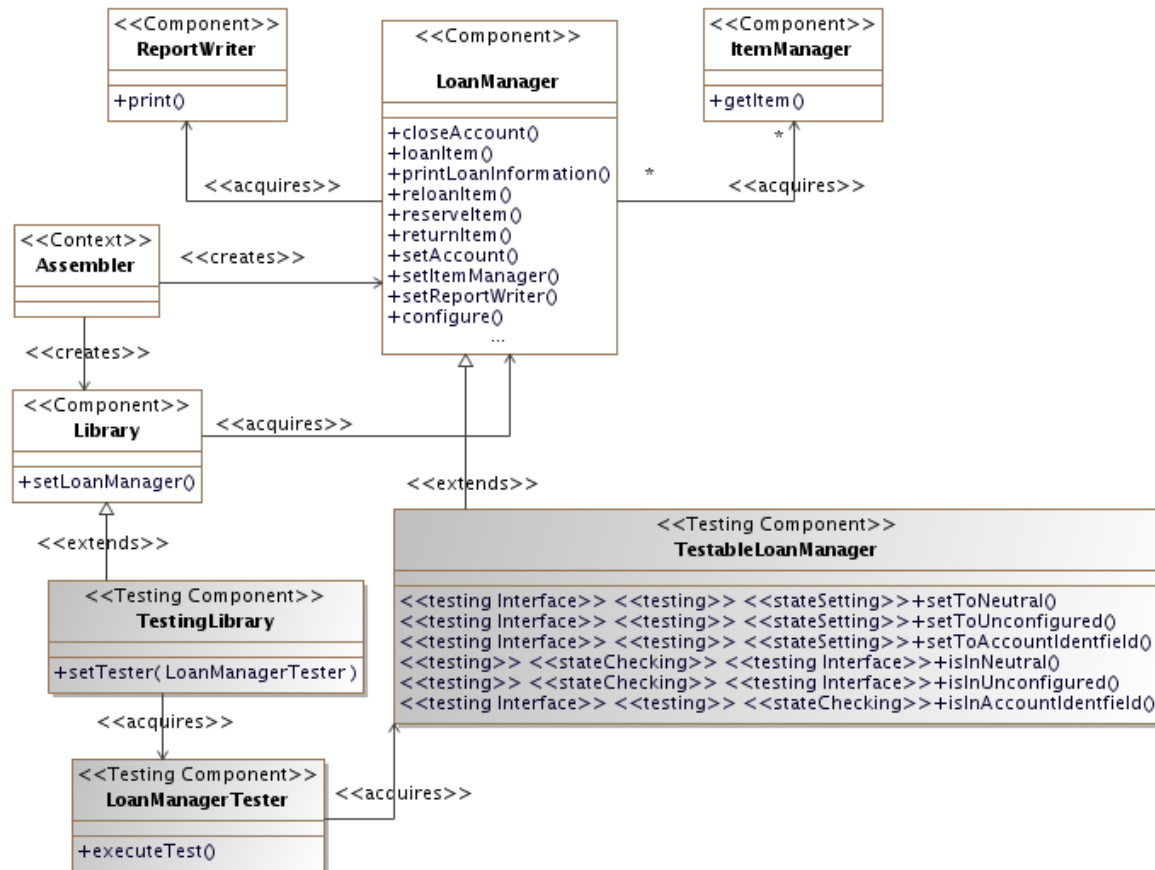 <<Component>>
ReportWriter
+print()
<<Component>>
LoanManager
+closeAccount()
+loanItem()
+printLoanInformation()
+reloanItem()
+reserveItem()
+returnItem()
+setAccount()
+setItemManager()
+setReportWriter()
+configure()
...
<<Component>>
ItemManager
+getItem()
*
*
<<acquires>>
<<acquires>>
<<Context>>
Assembler
<<creates>>
<<creates>>
<<Component>>
Library
+setLoanManager()
<<acquires>>
<<extends>>
<<extends>>
<<Testing Component>>
TestingLibrary
+setTester( LoanManagerTester )
<<Testing Component>>
TestableLoanManager
<<testing Interface>> <<testing>> <<stateSetting>>+setToNeutral()
<<testing Interface>> <<testing>> <<stateSetting>>+setToUnconfigured()
<<testing Interface>> <<testing>> <<stateSetting>>+setToAccountIdentfield()
<<testing>> <<stateChecking>> <<testing Interface>>+isInNeutral()
<<testing>> <<stateChecking>> <<testing Interface>>+isInUnconfigured()
<<testing Interface>> <<testing>> <<stateChecking>>+isInAccountIdentfield()
<<acquires>>
<<Testing Component>>
LoanManagerTester
+executeTest()
<<acquires>>